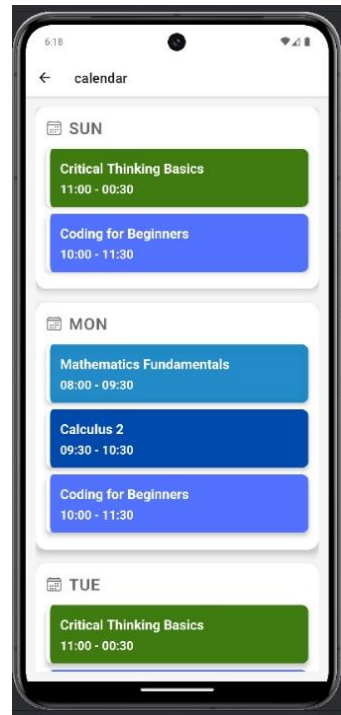 6:18
calendar
SUN
Critical Thinking Basics
11:00 - 00:30
Coding for Beginners
10:00 - 11:30
MON
Mathematics Fundamentals
08:00 - 09:30
Calculus 2
09:30 - 10:30
Coding for Beginners
10:00 - 11:30
TUE
Critical Thinking Basics
11:00 - 00:30